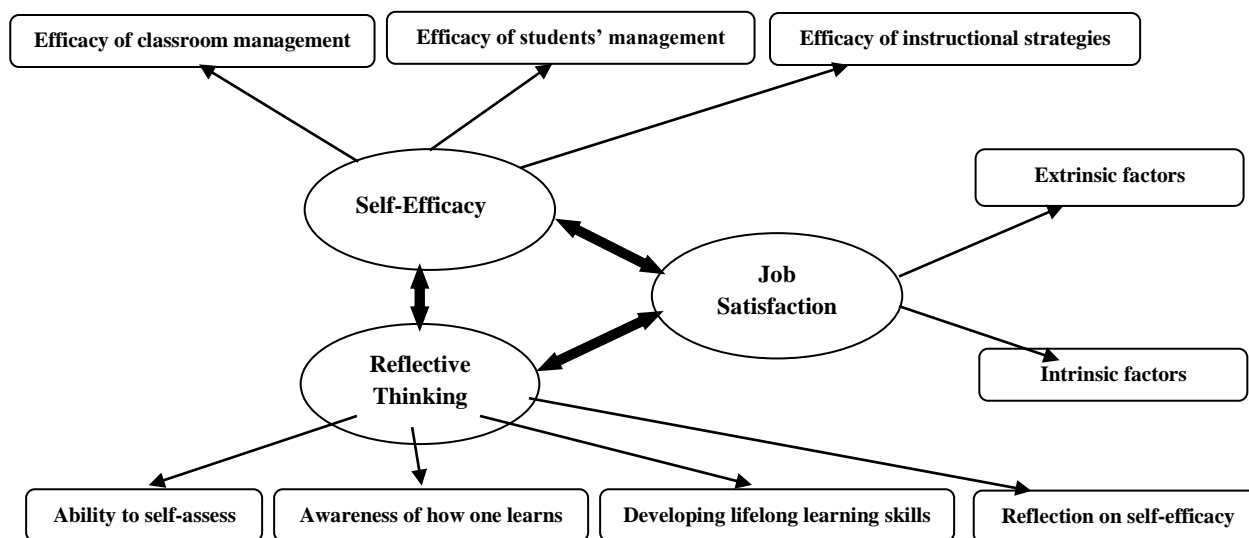 Efficacy of classroom management
Efficacy of students’ management
Efficacy of instructional strategies
Self-Efficacy
Extrinsic factors
Job
Satisfaction
Reflective
Thinking
Intrinsic factors
Ability to self-assess
Awareness of how one learns
Developing lifelong learning skills
Reflection on self-efficacy